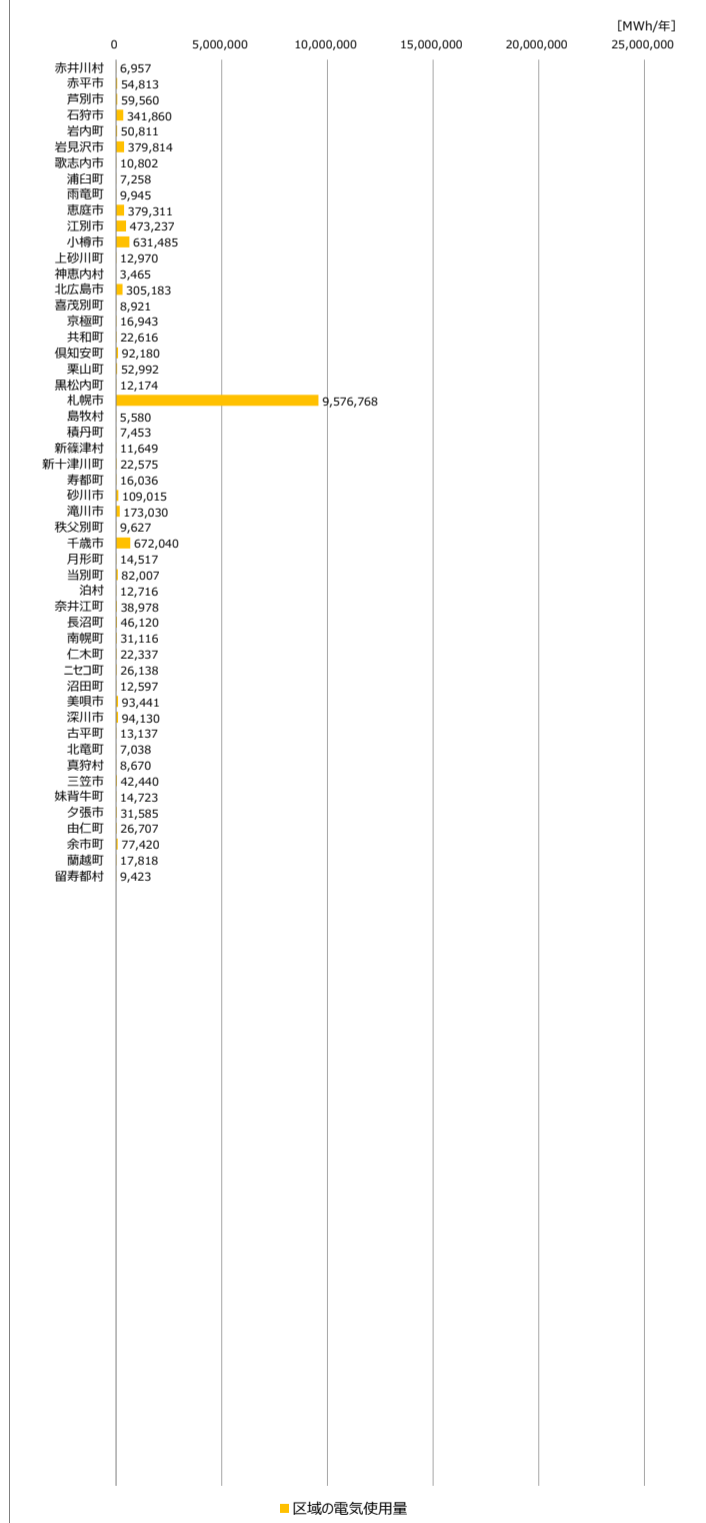 [MWh/年]
0 5,000,000 10,000,000 15,000,000 20,000,000 25,000,000
赤井川村 6,957
赤平市 54,813
芦別市 59,560
石狩市 341,860
岩内町 50,811
岩見沢市 379,814
歌志内市 10,802
浦臼町 7,258
雨竜町 9,945
恵庭市 379,311
江別市 473,237
小樽市 631,485
上砂川町 12,970
神恵内村 3,465
北広島市 305,183
喜茂別町 8,921
京極町 16,943
共和町 22,616
倶知安町 92,180
栗山町 52,992
黒松内町 12,174
札幌市 9,576,768
島牧村 5,580
積丹町 7,453
新篠津村 11,649
新十津川町 22,575
寿都町 16,036
砂川市 109,015
滝川市 173,030
秩父別町 9,627
千歳市 672,040
月形町 14,517
当別町 82,007
泊村 12,716
奈井江町 38,978
長沼町 46,120
南幌町 31,116
仁木町 22,337
ニセコ町 26,138
沼田町 12,597
美唄市 93,441
深川市 94,130
古平町 13,137
北竜町 7,038
真狩村 8,670
三笠市 42,440
妹背牛町 14,723
夕張市 31,585
由仁町 26,707
余市町 77,420
蘭越町 17,818
留寿都村 9,423
区域の電気使用量